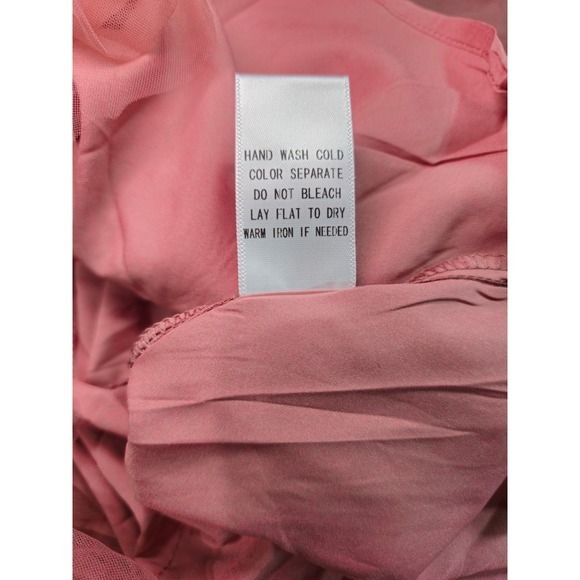 HAND WASH COLD
COLOR SEPARATE
DO NOT BLEACH
LAY FLAT TO DRY
WARM IRON IF NEEDED